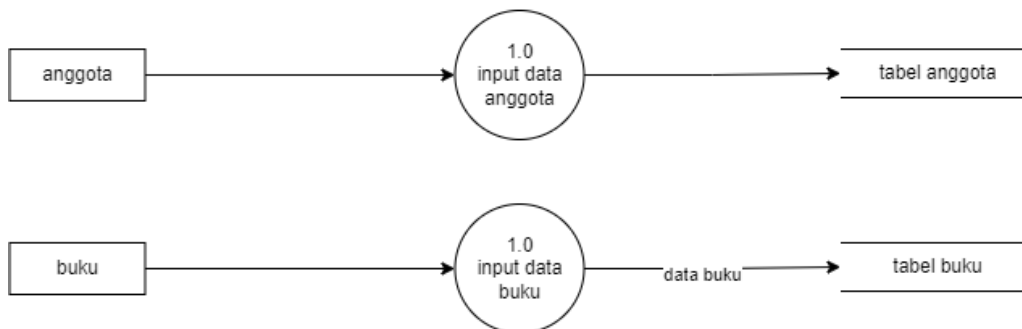 anggota
1.0
input data
anggota
tabel anggota
buku
1.0
input data
buku
data buku
tabel buku